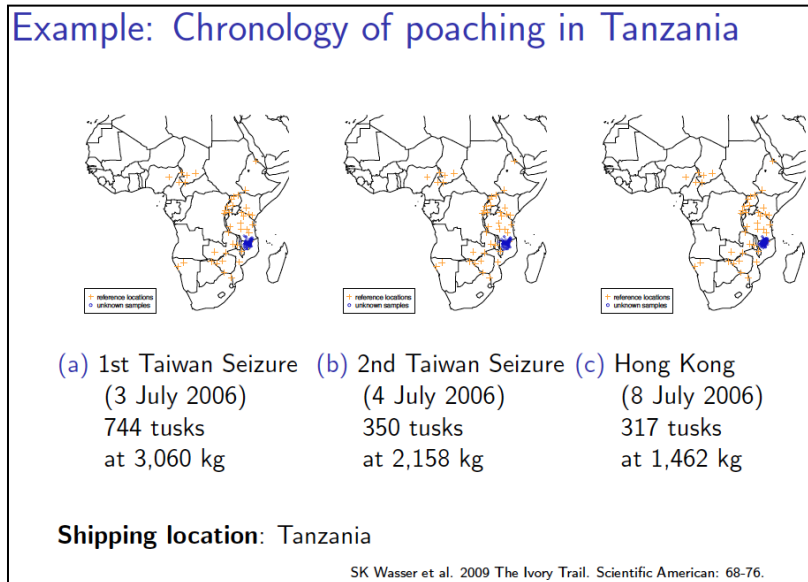 Example: Chronology of poaching in Tanzania
+ reference locations
o unknown samples
+ reference locations
o unknown samples
+ reference locations
o unknown samples
(a) 1st Taiwan Seizure
(3 July 2006)
744 tusks
at 3,060 kg
(b) 2nd Taiwan Seizure
(4 July 2006)
350 tusks
at 2,158 kg
(c) Hong Kong
(8 July 2006)
317 tusks
at 1,462 kg
Shipping location: Tanzania
SK Wasser et al. 2009 The Ivory Trail. Scientific American: 68-76.